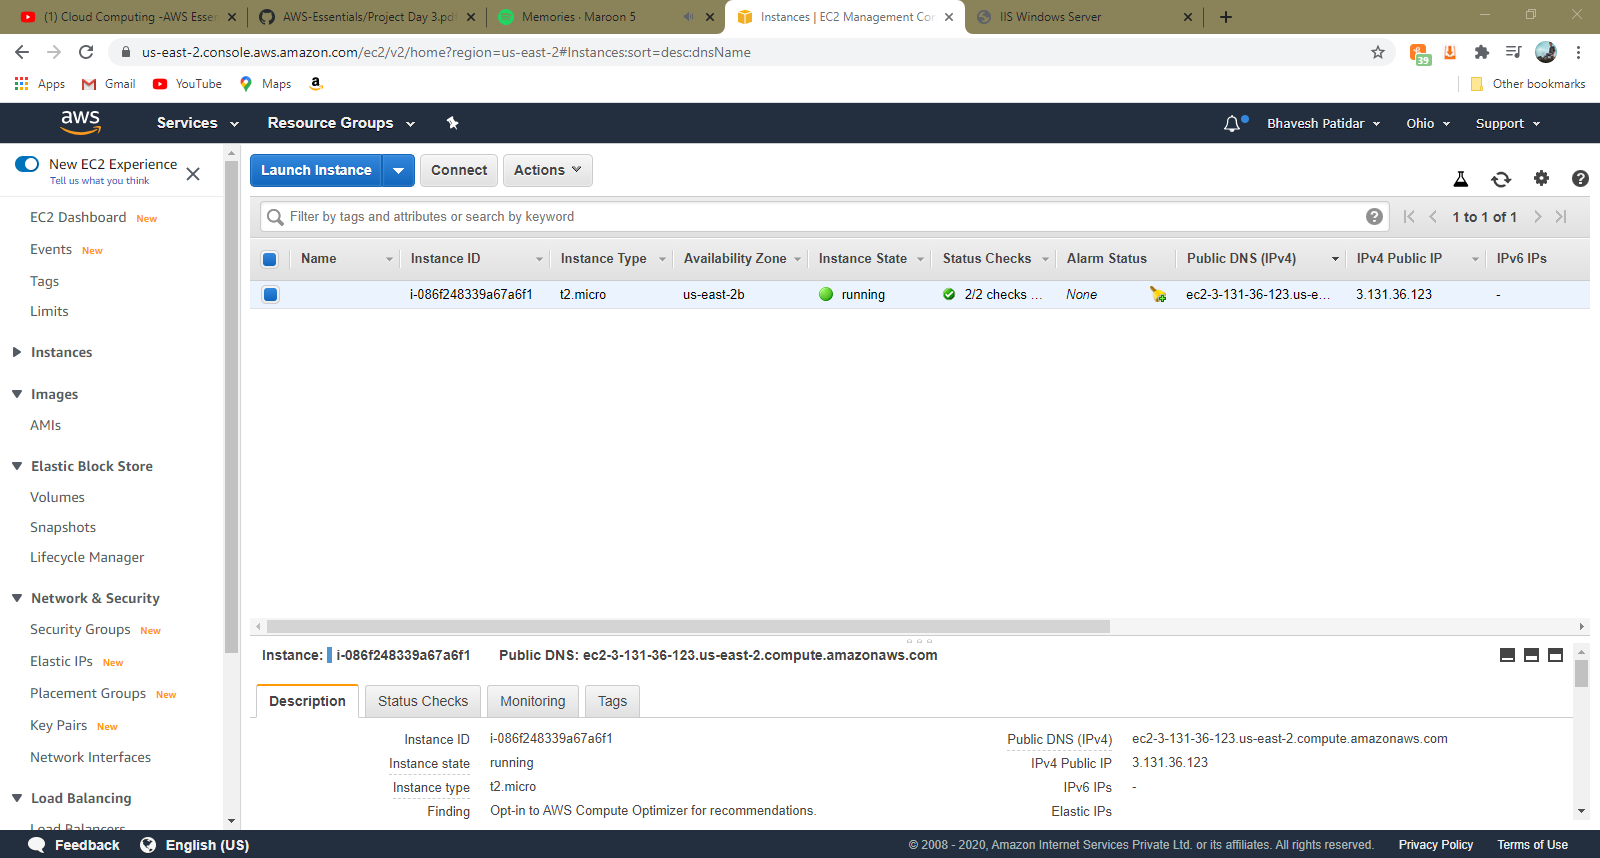 (1) Cloud Computing -AWS Esser
AWS-Essentials/Project Day 3.pdf
Memories · Maroon 5
Instances | EC2 Management Con
IIS Windows Server
us-east-2.console.aws.amazon.com/ec2/v2/home?region=us-east-2#Instances:sort=desc:dnsName
39
Apps Gmail YouTube Maps Other bookmarks
aws Services Resource Groups Bhavesh Patidar Ohio Support
New EC2 Experience
Tell us what you think
EC2 Dashboard New
Events New
Tags
Limits
Instances
Images
AMIs
Elastic Block Store
Volumes
Snapshots
Lifecycle Manager
Network & Security
Security Groups New
Elastic IPs New
Placement Groups New
Key Pairs New
Network Interfaces
Load Balancing
Load Balancers
Launch Instance Connect Actions
Filter by tags and attributes or search by keyword
1 to 1 of 1
Name Instance ID Instance Type Availability Zone Instance State Status Checks Alarm Status Public DNS (IPv4) IPv4 Public IP IPv6 IPs
i-086f248339a67a6f1 t2.micro us-east-2b running 2/2 checks ... None ec2-3-131-36-123.us-e... 3.131.36.123 -
Instance: i-086f248339a67a6f1 Public DNS: ec2-3-131-36-123.us-east-2.compute.amazonaws.com
Description Status Checks Monitoring Tags
Instance ID i-086f248339a67a6f1 Public DNS (IPv4) ec2-3-131-36-123.us-east-2.compute.amazonaws.com
Instance state running IPv4 Public IP 3.131.36.123
Instance type t2.micro IPv6 IPs -
Finding Opt-in to AWS Compute Optimizer for recommendations. Elastic IPs
Feedback English (US) © 2008 - 2020, Amazon Internet Services Private Ltd. or its affiliates. All rights reserved. Privacy Policy Terms of Use